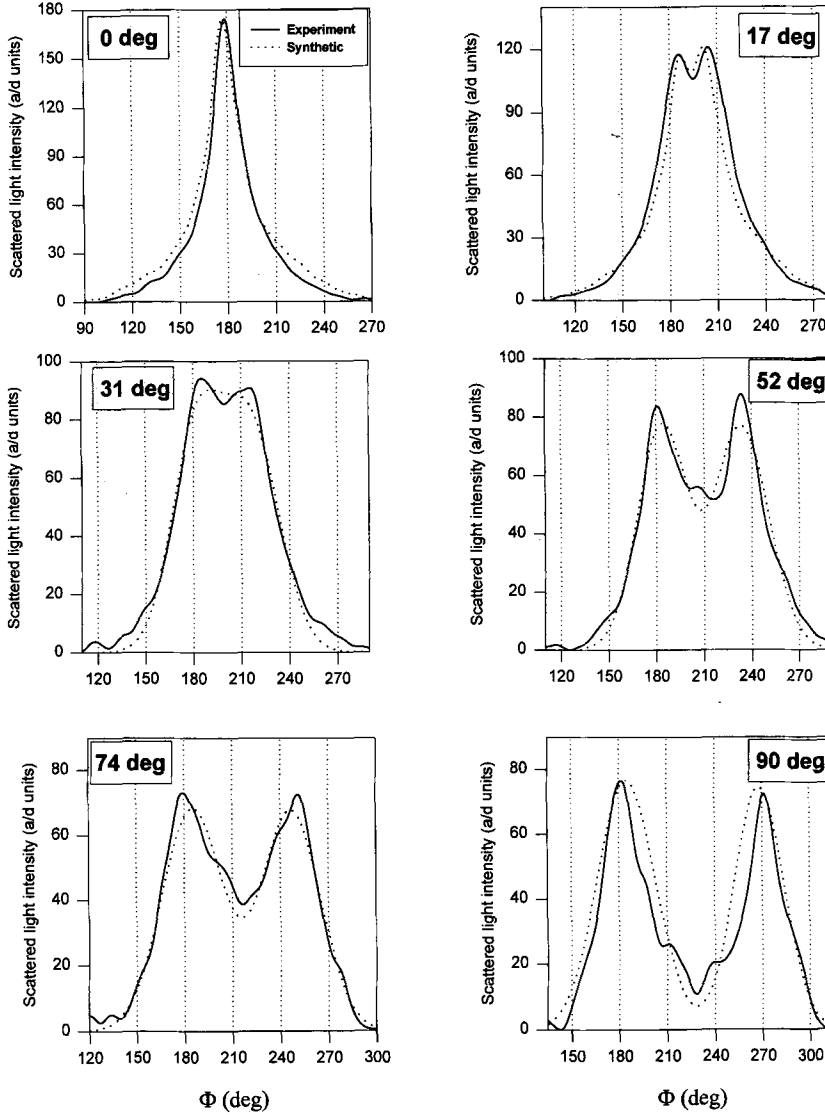 0 deg
Experiment
Synthetic
Scattered light intensity (a/d units)
180
150
120
90
60
30
0
90 120 150 180 210 240 270
17 deg
Scattered light intensity (a/d units)
120
90
60
30
0
120 150 180 210 240 270
31 deg
Scattered light intensity (a/d units)
100
80
60
40
20
0
120 150 180 210 240 270
52 deg
Scattered light intensity (a/d units)
100
80
60
40
20
0
120 150 180 210 240 270
74 deg
Scattered light intensity (a/d units)
80
60
40
20
0
120 150 180 210 240 270 300
Φ (deg)
90 deg
Scattered light intensity (a/d units)
80
60
40
20
0
150 180 210 240 270 300
Φ (deg)